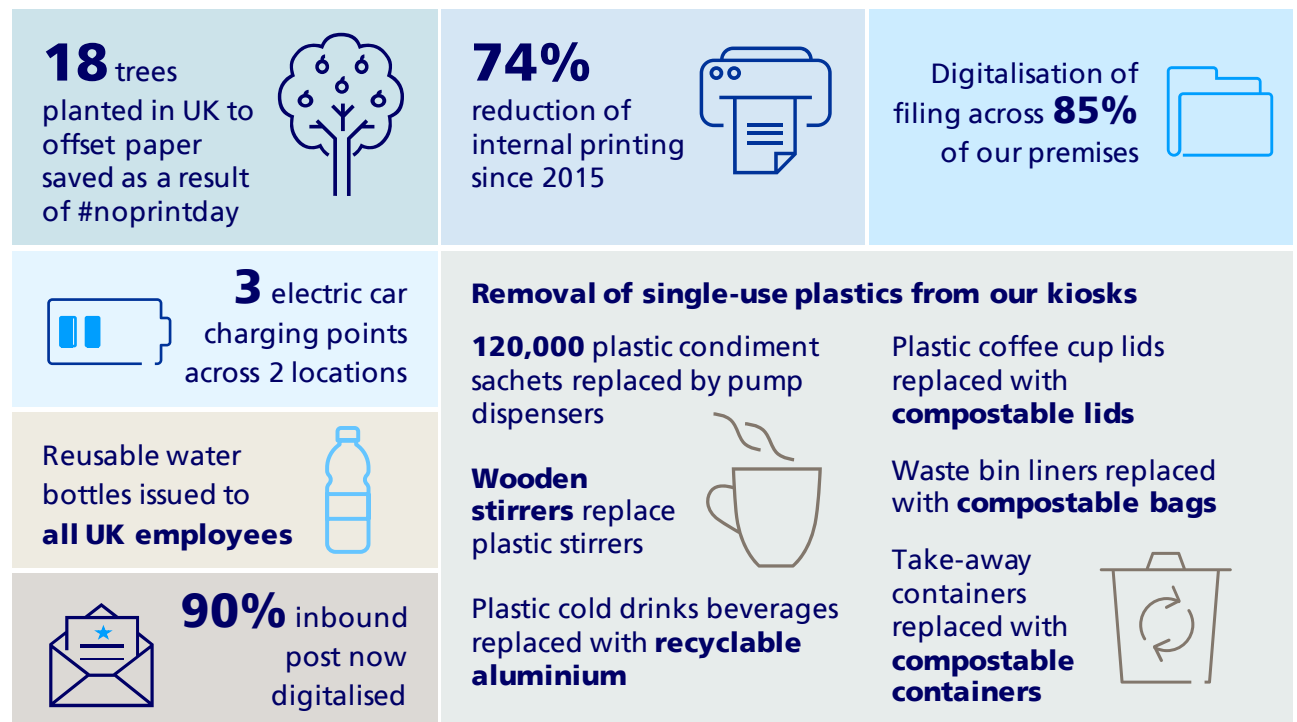 18 trees
planted in UK to
offset paper
saved as a result
of #noprintday
74%
reduction of
internal printing
since 2015
Digitalisation of
filing across 85%
of our premises
3 electric car
charging points
across 2 locations
Reusable water
bottles issued to
all UK employees
90% inbound
post now
digitalised
Removal of single-use plastics from our kiosks
120,000 plastic condiment
sachets replaced by pump
dispensers
Wooden
stirrers replace
plastic stirrers
Plastic cold drinks beverages
replaced with recyclable
aluminium
Plastic coffee cup lids
replaced with
compostable lids
Waste bin liners replaced
with compostable bags
Take-away
containers
replaced with
compostable
containers